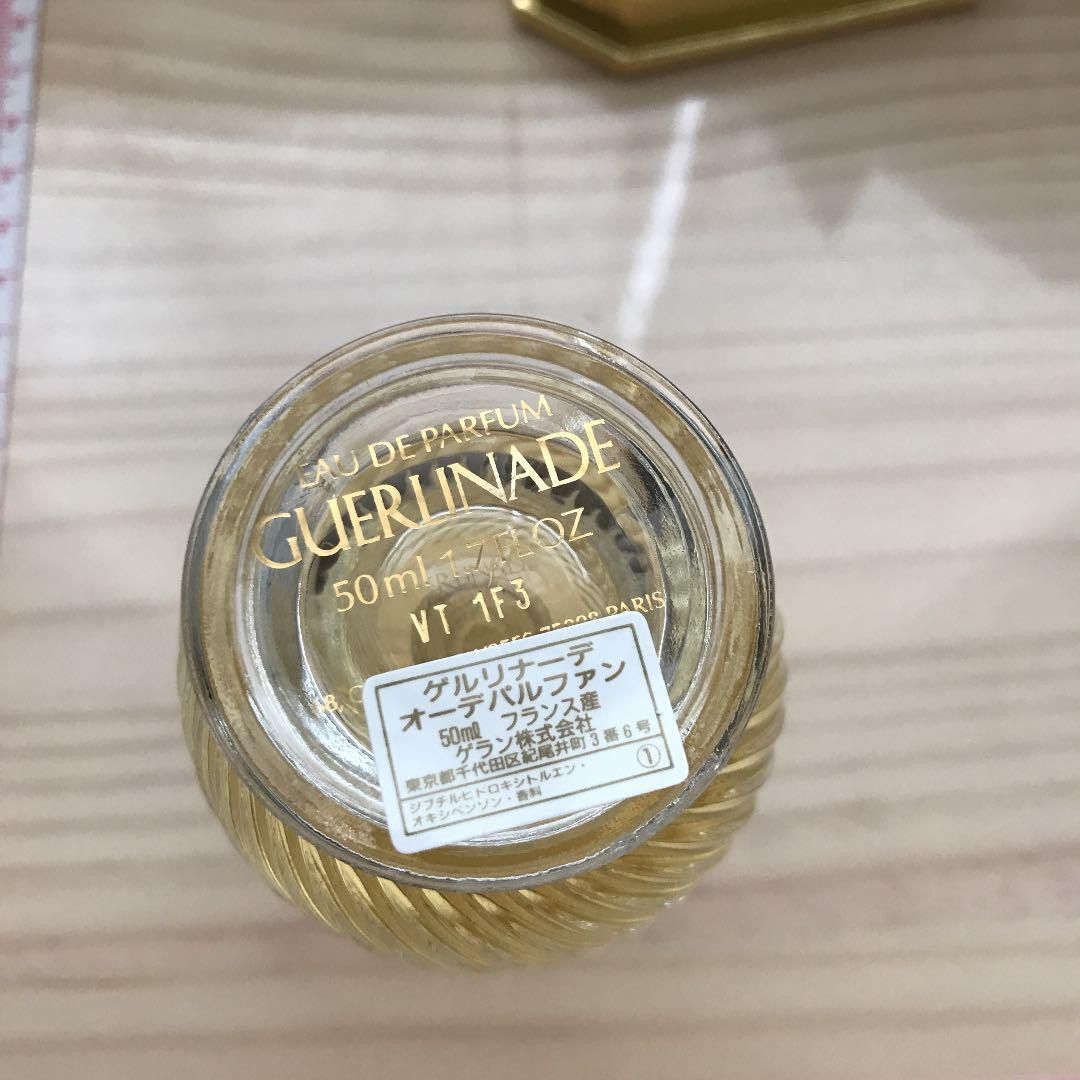 EAU DE PARFUM
GUERLINADE
50ml 1.7 FL OZ
VT 1F3
75008 PARIS
68, C
ゲルリナーデ
オーデパルファン
50ml フランス産
ゲラン株式会社
東京都千代田区紀尾井町3番6号
①
ジブチルヒドロキシトルエン・
オキシベンゾン・香料